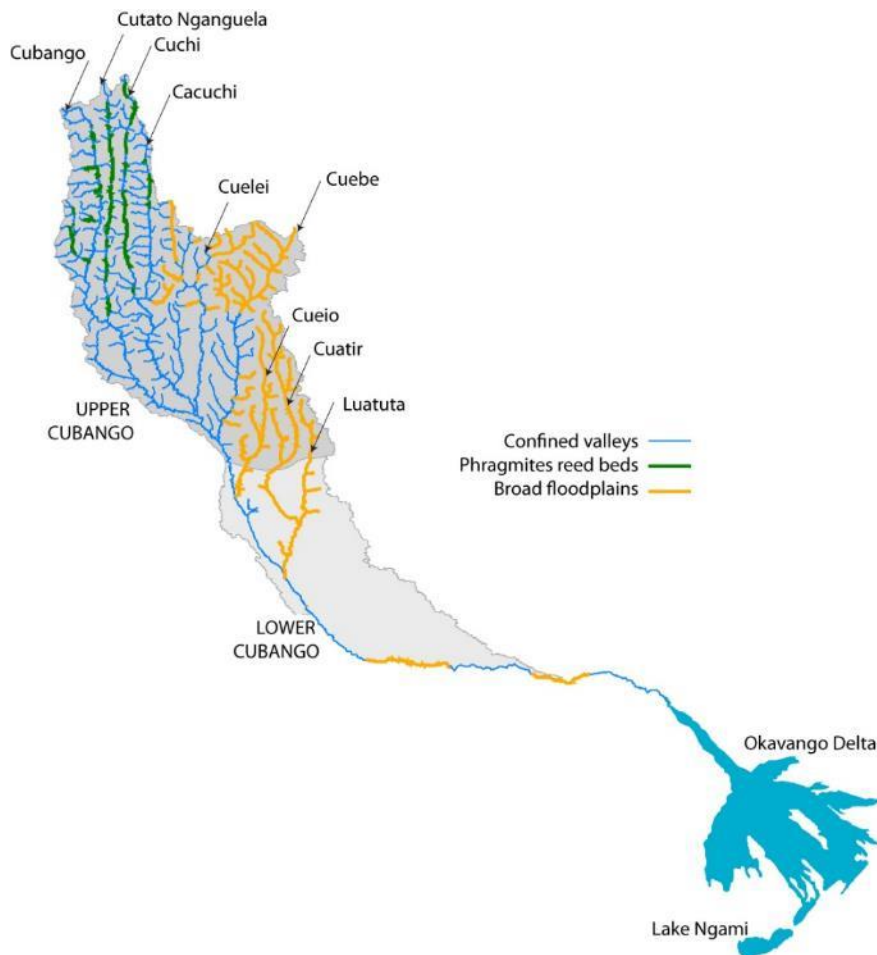 Cutato Nganguela
Cubango
Cuchi
Cacuchi
Cuelei
Cuebe
Cueio
Cuatir
Luatuta
UPPER
CUBANGO
Confined valleys
Phragmites reed beds
Broad floodplains
LOWER
CUBANGO
Okavango Delta
Lake Ngami